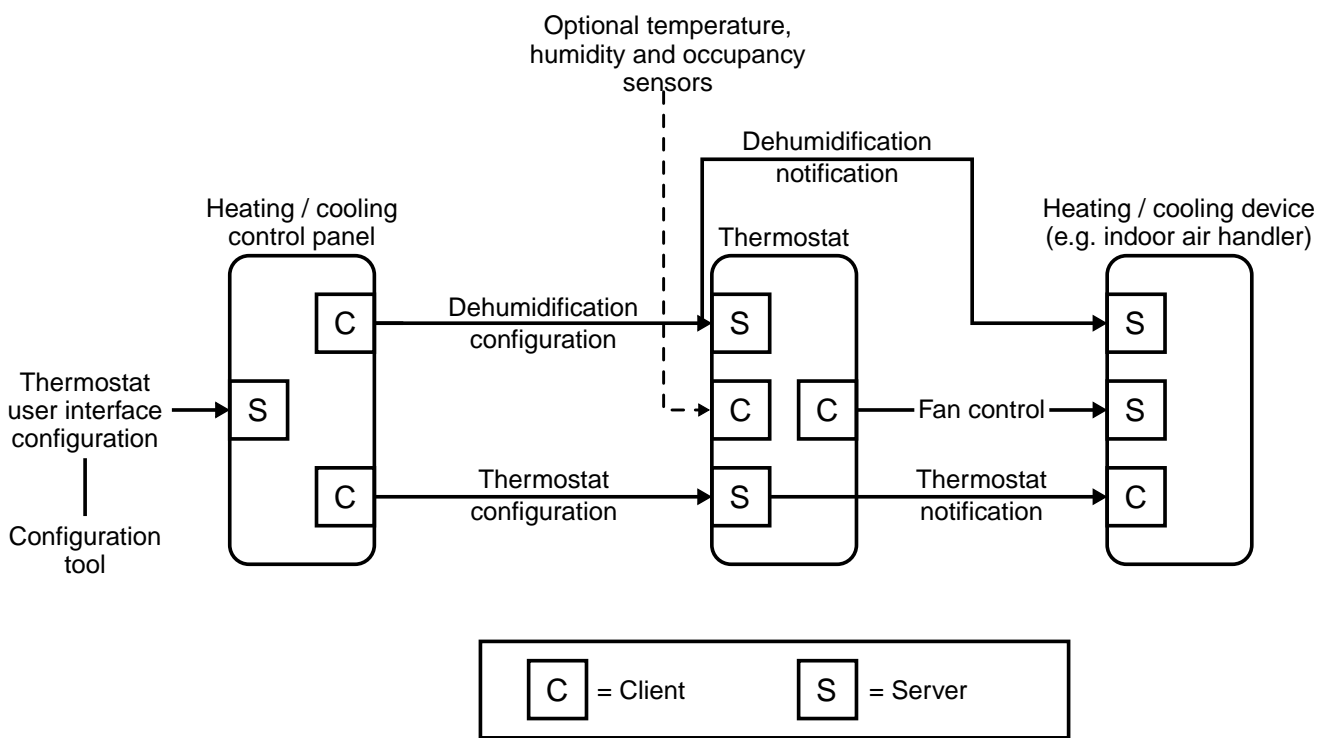 Optional temperature,
humidity and occupancy
sensors
Dehumidification
notification
Heating / cooling
control panel
Thermostat
Heating / cooling device
(e.g. indoor air handler)
C
Dehumidification
configuration
S
S
Thermostat
user interface
configuration
S
C
C
Fan control
S
C
Thermostat
configuration
S
Thermostat
notification
C
Configuration
tool
C = Client
S = Server